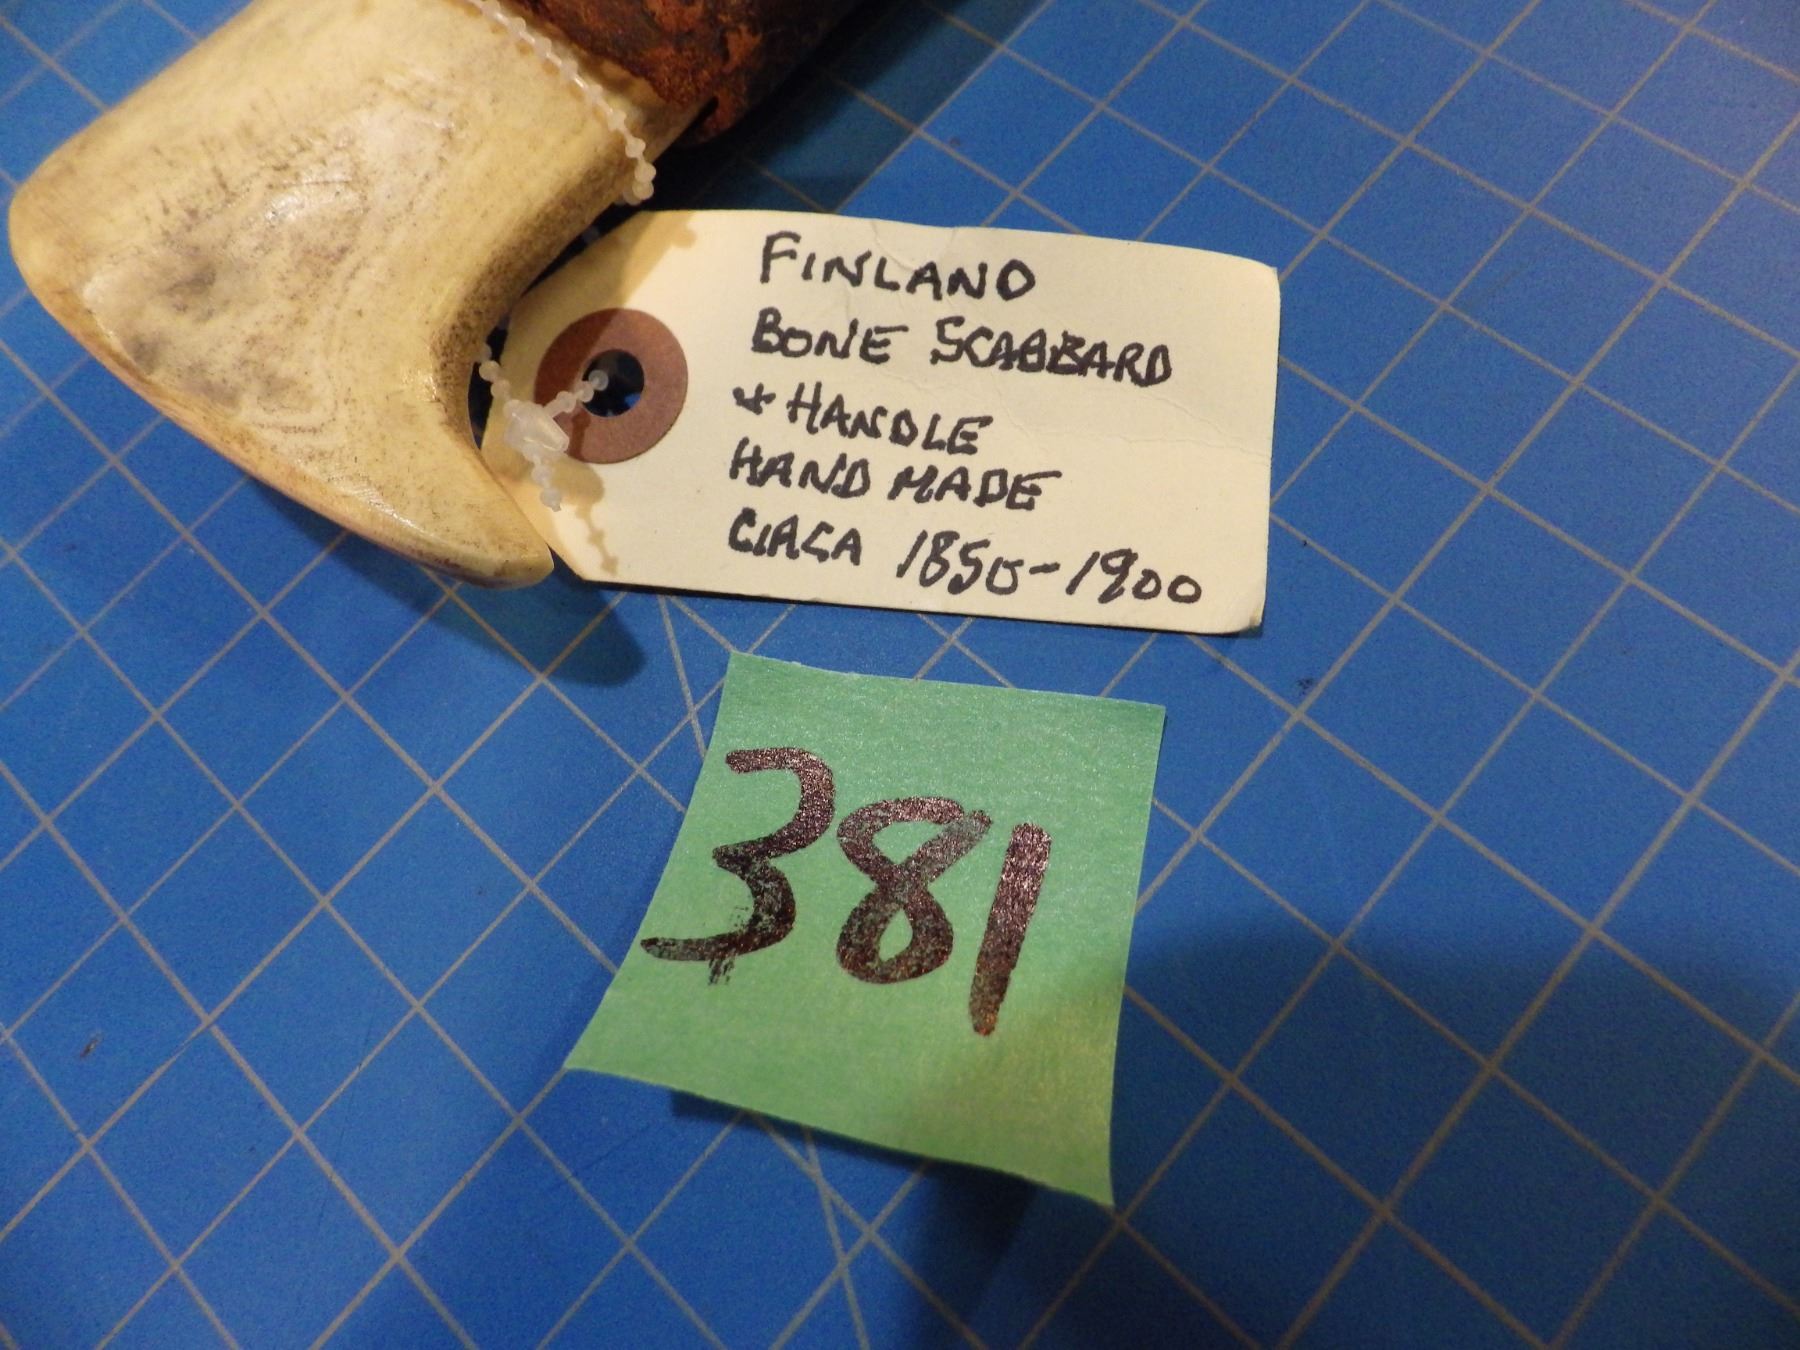 FINLAND
BONE SCABBARD
+ HANDLE
HAND MADE
CIRCA 1850-1900
381